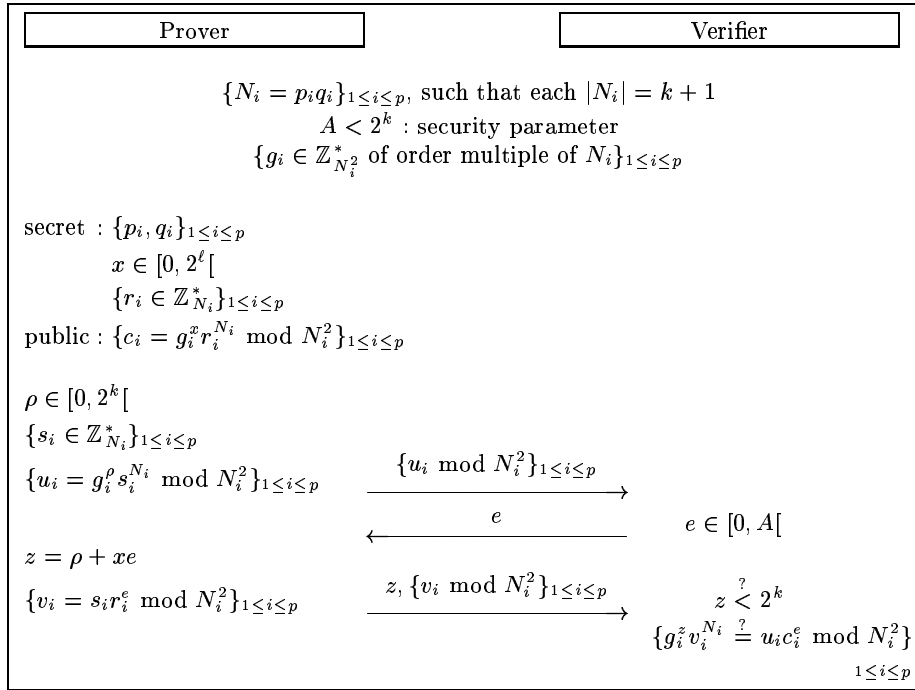 Prover Verifier
{N_i = p_i q_i}_{1≤i≤p}, such that each |N_i| = k + 1
A < 2^k : security parameter
{g_i ∈ ℤ*_{N_i^2} of order multiple of N_i}_{1≤i≤p}
secret : {p_i, q_i}_{1≤i≤p}
x ∈ [0, 2^ℓ[
{r_i ∈ ℤ*_{N_i}}_{1≤i≤p}
public : {c_i = g_i^x r_i^{N_i} mod N_i^2}_{1≤i≤p}
ρ ∈ [0, 2^k[
{s_i ∈ ℤ*_{N_i}}_{1≤i≤p}
{u_i = g_i^ρ s_i^{N_i} mod N_i^2}_{1≤i≤p} {u_i mod N_i^2}_{1≤i≤p}
e e ∈ [0, A[
z = ρ + xe
{v_i = s_i r_i^e mod N_i^2}_{1≤i≤p} z, {v_i mod N_i^2}_{1≤i≤p} z <^? 2^k
{g_i^z v_i^{N_i} =^? u_i c_i^e mod N_i^2}
1≤i≤p